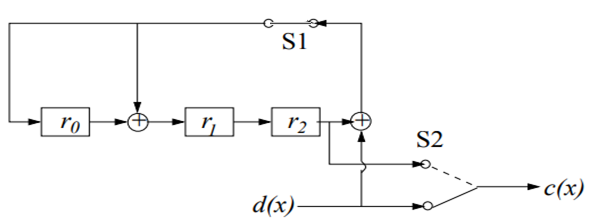 S1
r0 + r1 r2 +
S2
d(x) c(x)